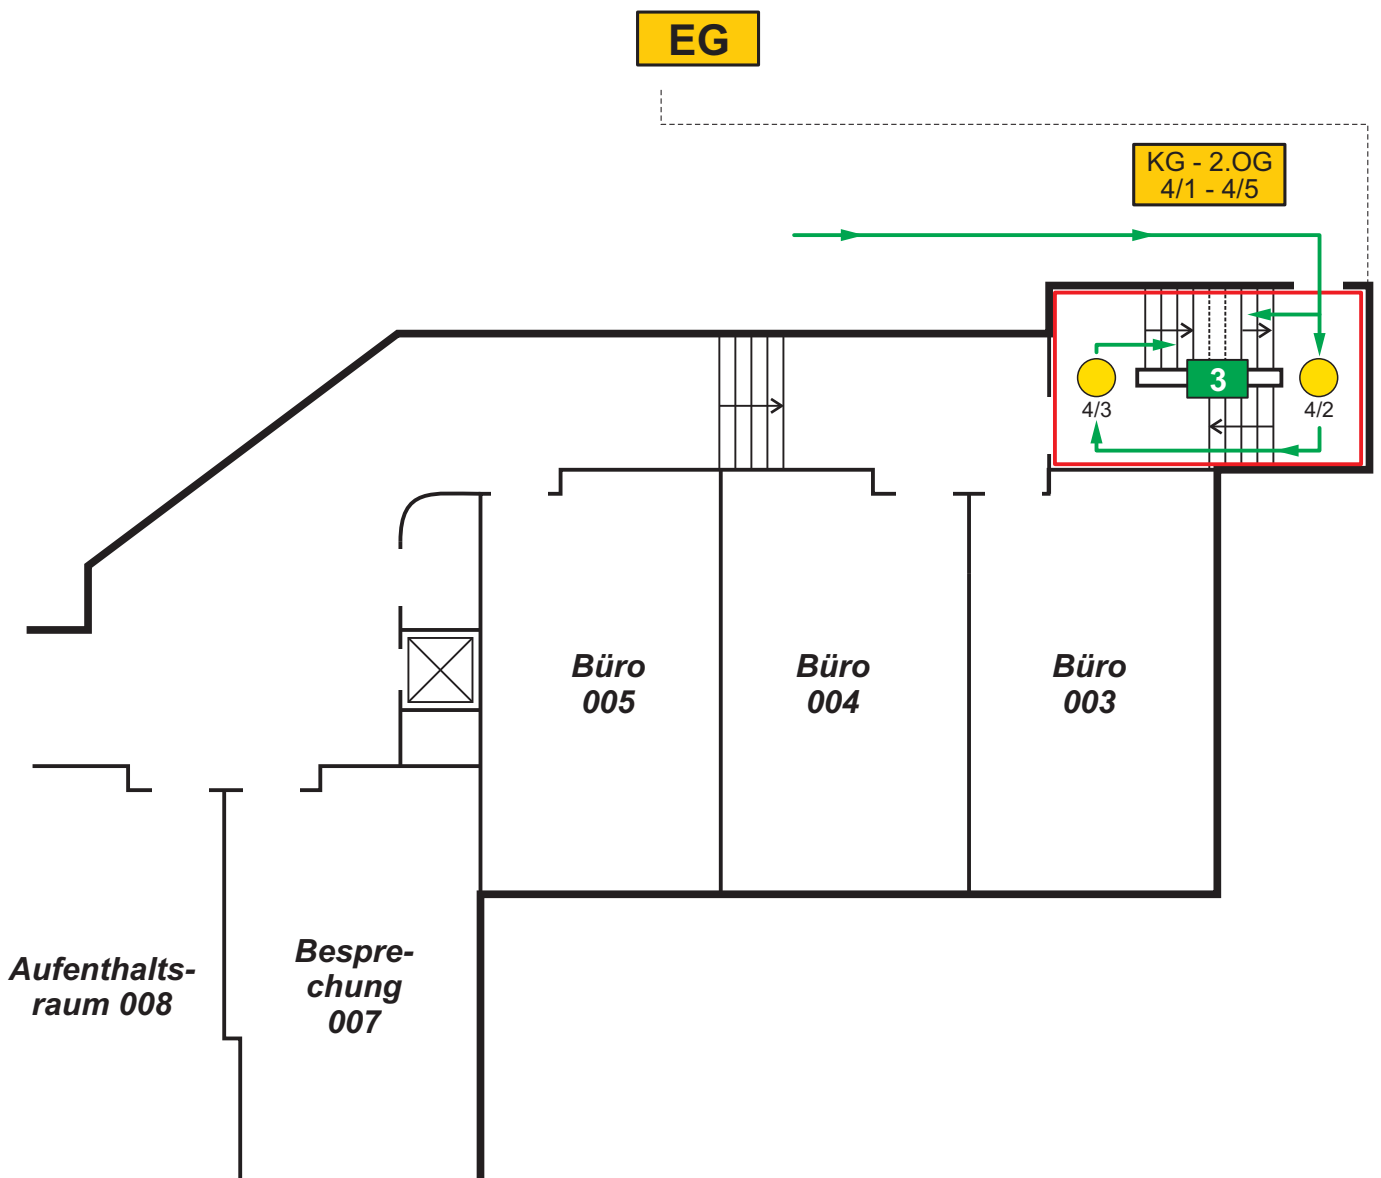 EG
KG - 2.OG
4/1 - 4/5
3
4/3
4/2
Büro
005
Büro
004
Büro
003
Aufenthalts-
raum 008
Bespre-
chung
007